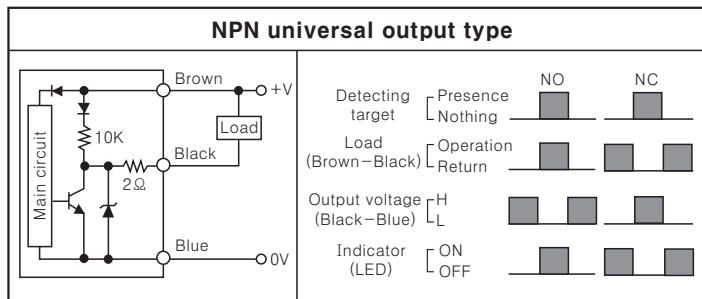 NPN universal output type
Brown
+V
Load
10K
Black
2Ω
Main circuit
Blue
0V
NO NC
Detecting target Presence
Nothing
Load (Brown−Black) Operation
Return
Output voltage (Black−Blue) H
L
Indicator (LED) ON
OFF